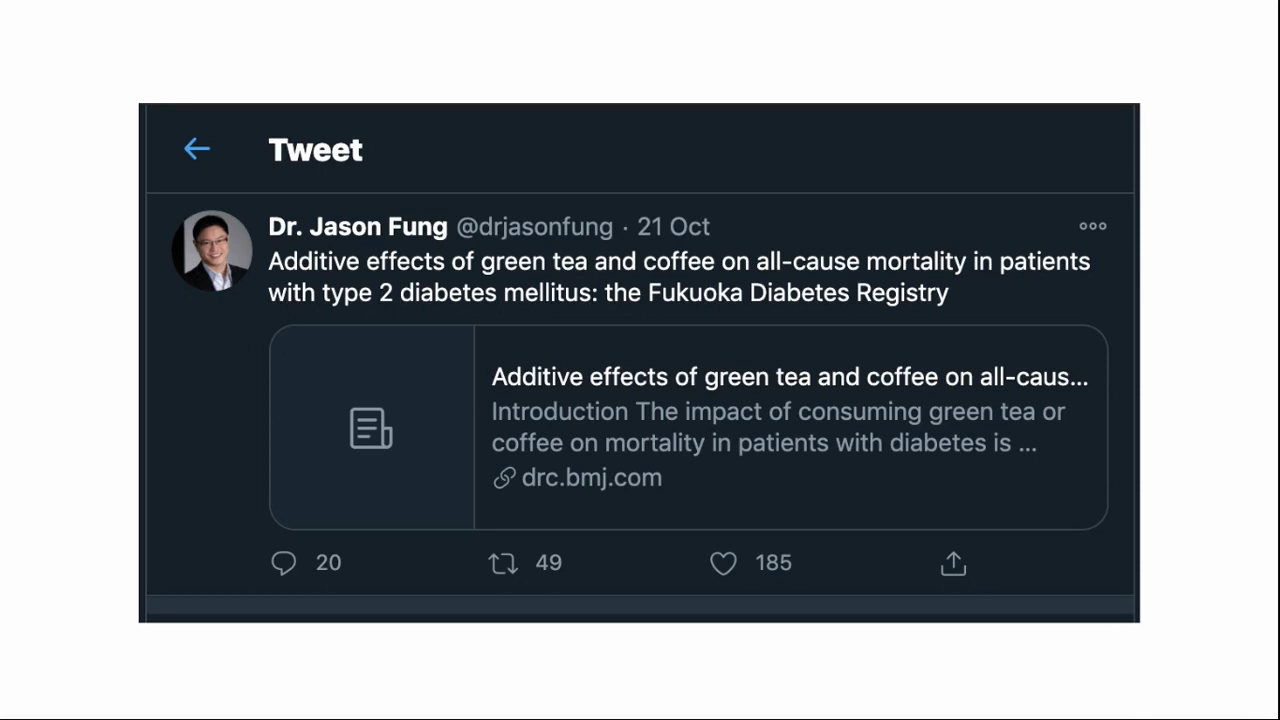 Tweet
Dr. Jason Fung @drjasonfung · 21 Oct
Additive effects of green tea and coffee on all-cause mortality in patients
with type 2 diabetes mellitus: the Fukuoka Diabetes Registry
Additive effects of green tea and coffee on all-caus...
Introduction The impact of consuming green tea or
coffee on mortality in patients with diabetes is ...
drc.bmj.com
20 49 185